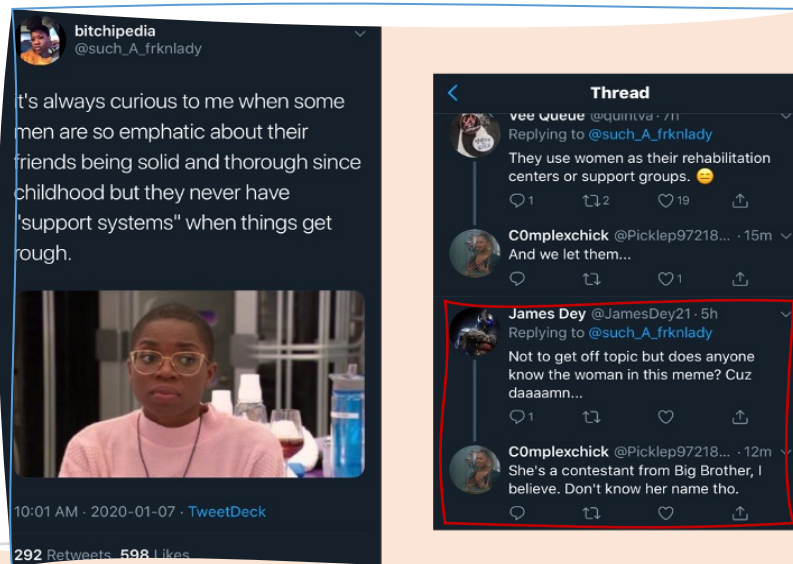 bitchipedia
@such_A_frknlady
it's always curious to me when some
men are so emphatic about their
friends being solid and thorough since
childhood but they never have
"support systems" when things get
rough.
10:01 AM · 2020-01-07 · TweetDeck
292 Retweets 598 Likes
Thread
Vee Queue @quintva · 7h
Replying to @such_A_frknlady
They use women as their rehabilitation
centers or support groups. 😑
1 2 19
C0mplexchick @Picklep97218... · 15m
And we let them...
1
James Dey @JamesDey21 · 5h
Replying to @such_A_frknlady
Not to get off topic but does anyone
know the woman in this meme? Cuz
daaaamn...
1
C0mplexchick @Picklep97218... · 12m
She's a contestant from Big Brother, I
believe. Don't know her name tho.